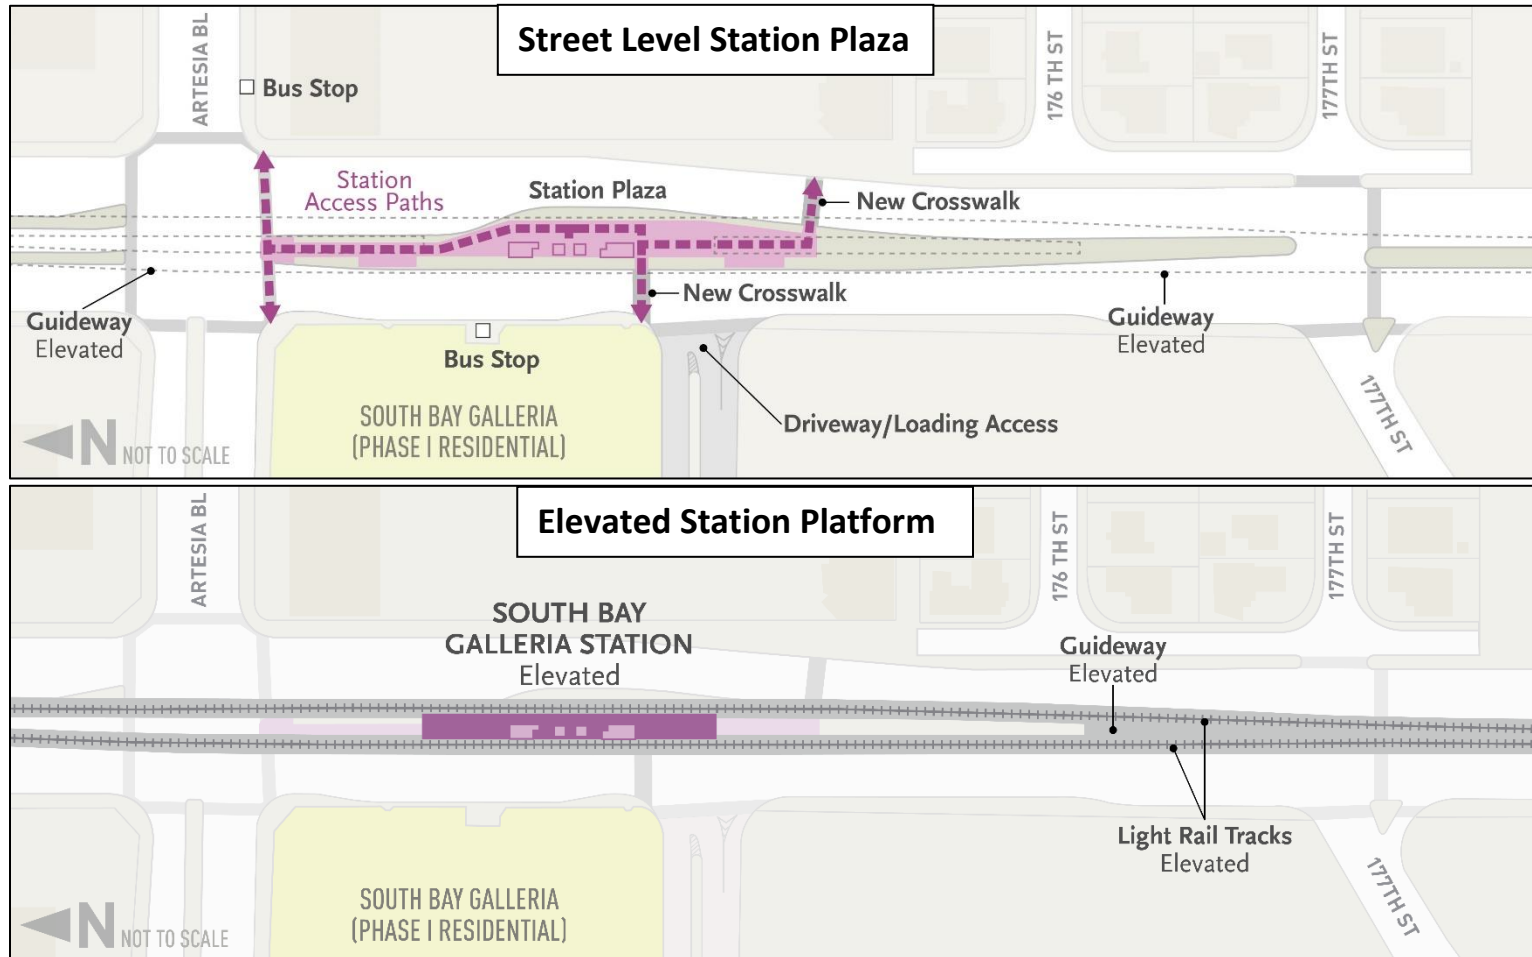 Street Level Station Plaza
ARTESIA BL
Bus Stop
176 TH ST
177TH ST
Station
Access Paths
Station Plaza
New Crosswalk
New Crosswalk
Guideway
Elevated
Guideway
Elevated
Bus Stop
SOUTH BAY GALLERIA
(PHASE I RESIDENTIAL)
Driveway/Loading Access
177TH ST
N NOT TO SCALE
Elevated Station Platform
ARTESIA BL
176 TH ST
177TH ST
SOUTH BAY
GALLERIA STATION
Elevated
Guideway
Elevated
Light Rail Tracks
Elevated
SOUTH BAY GALLERIA
(PHASE I RESIDENTIAL)
177TH ST
N NOT TO SCALE